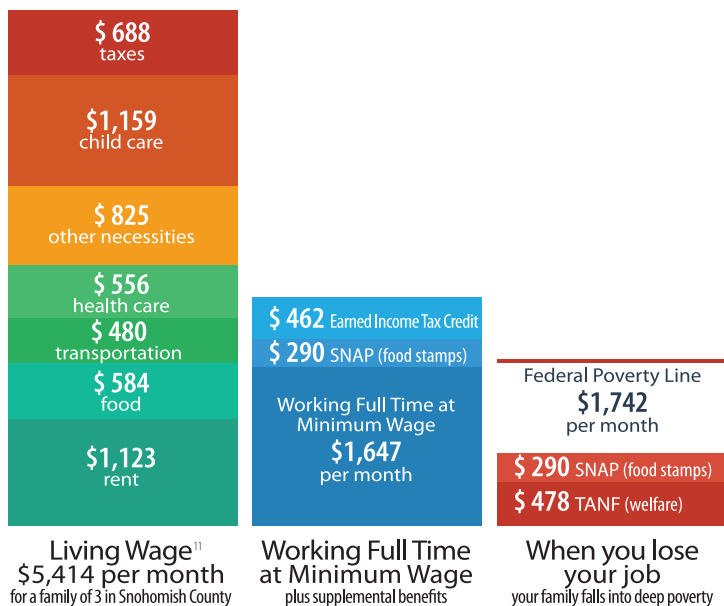 $ 688
taxes
$1,159
child care
$ 825
other necessities
$ 556
health care
$ 480
transportation
$ 584
food
$1,123
rent
Living Wage11
$5,414 per month
for a family of 3 in Snohomish County
$ 462 Earned Income Tax Credit
$ 290 SNAP (food stamps)
Working Full Time at
Minimum Wage
$1,647
per month
Working Full Time
at Minimum Wage
plus supplemental benefits
Federal Poverty Line
$1,742
per month
$ 290 SNAP (food stamps)
$ 478 TANF (welfare)
When you lose
your job
your family falls into deep poverty